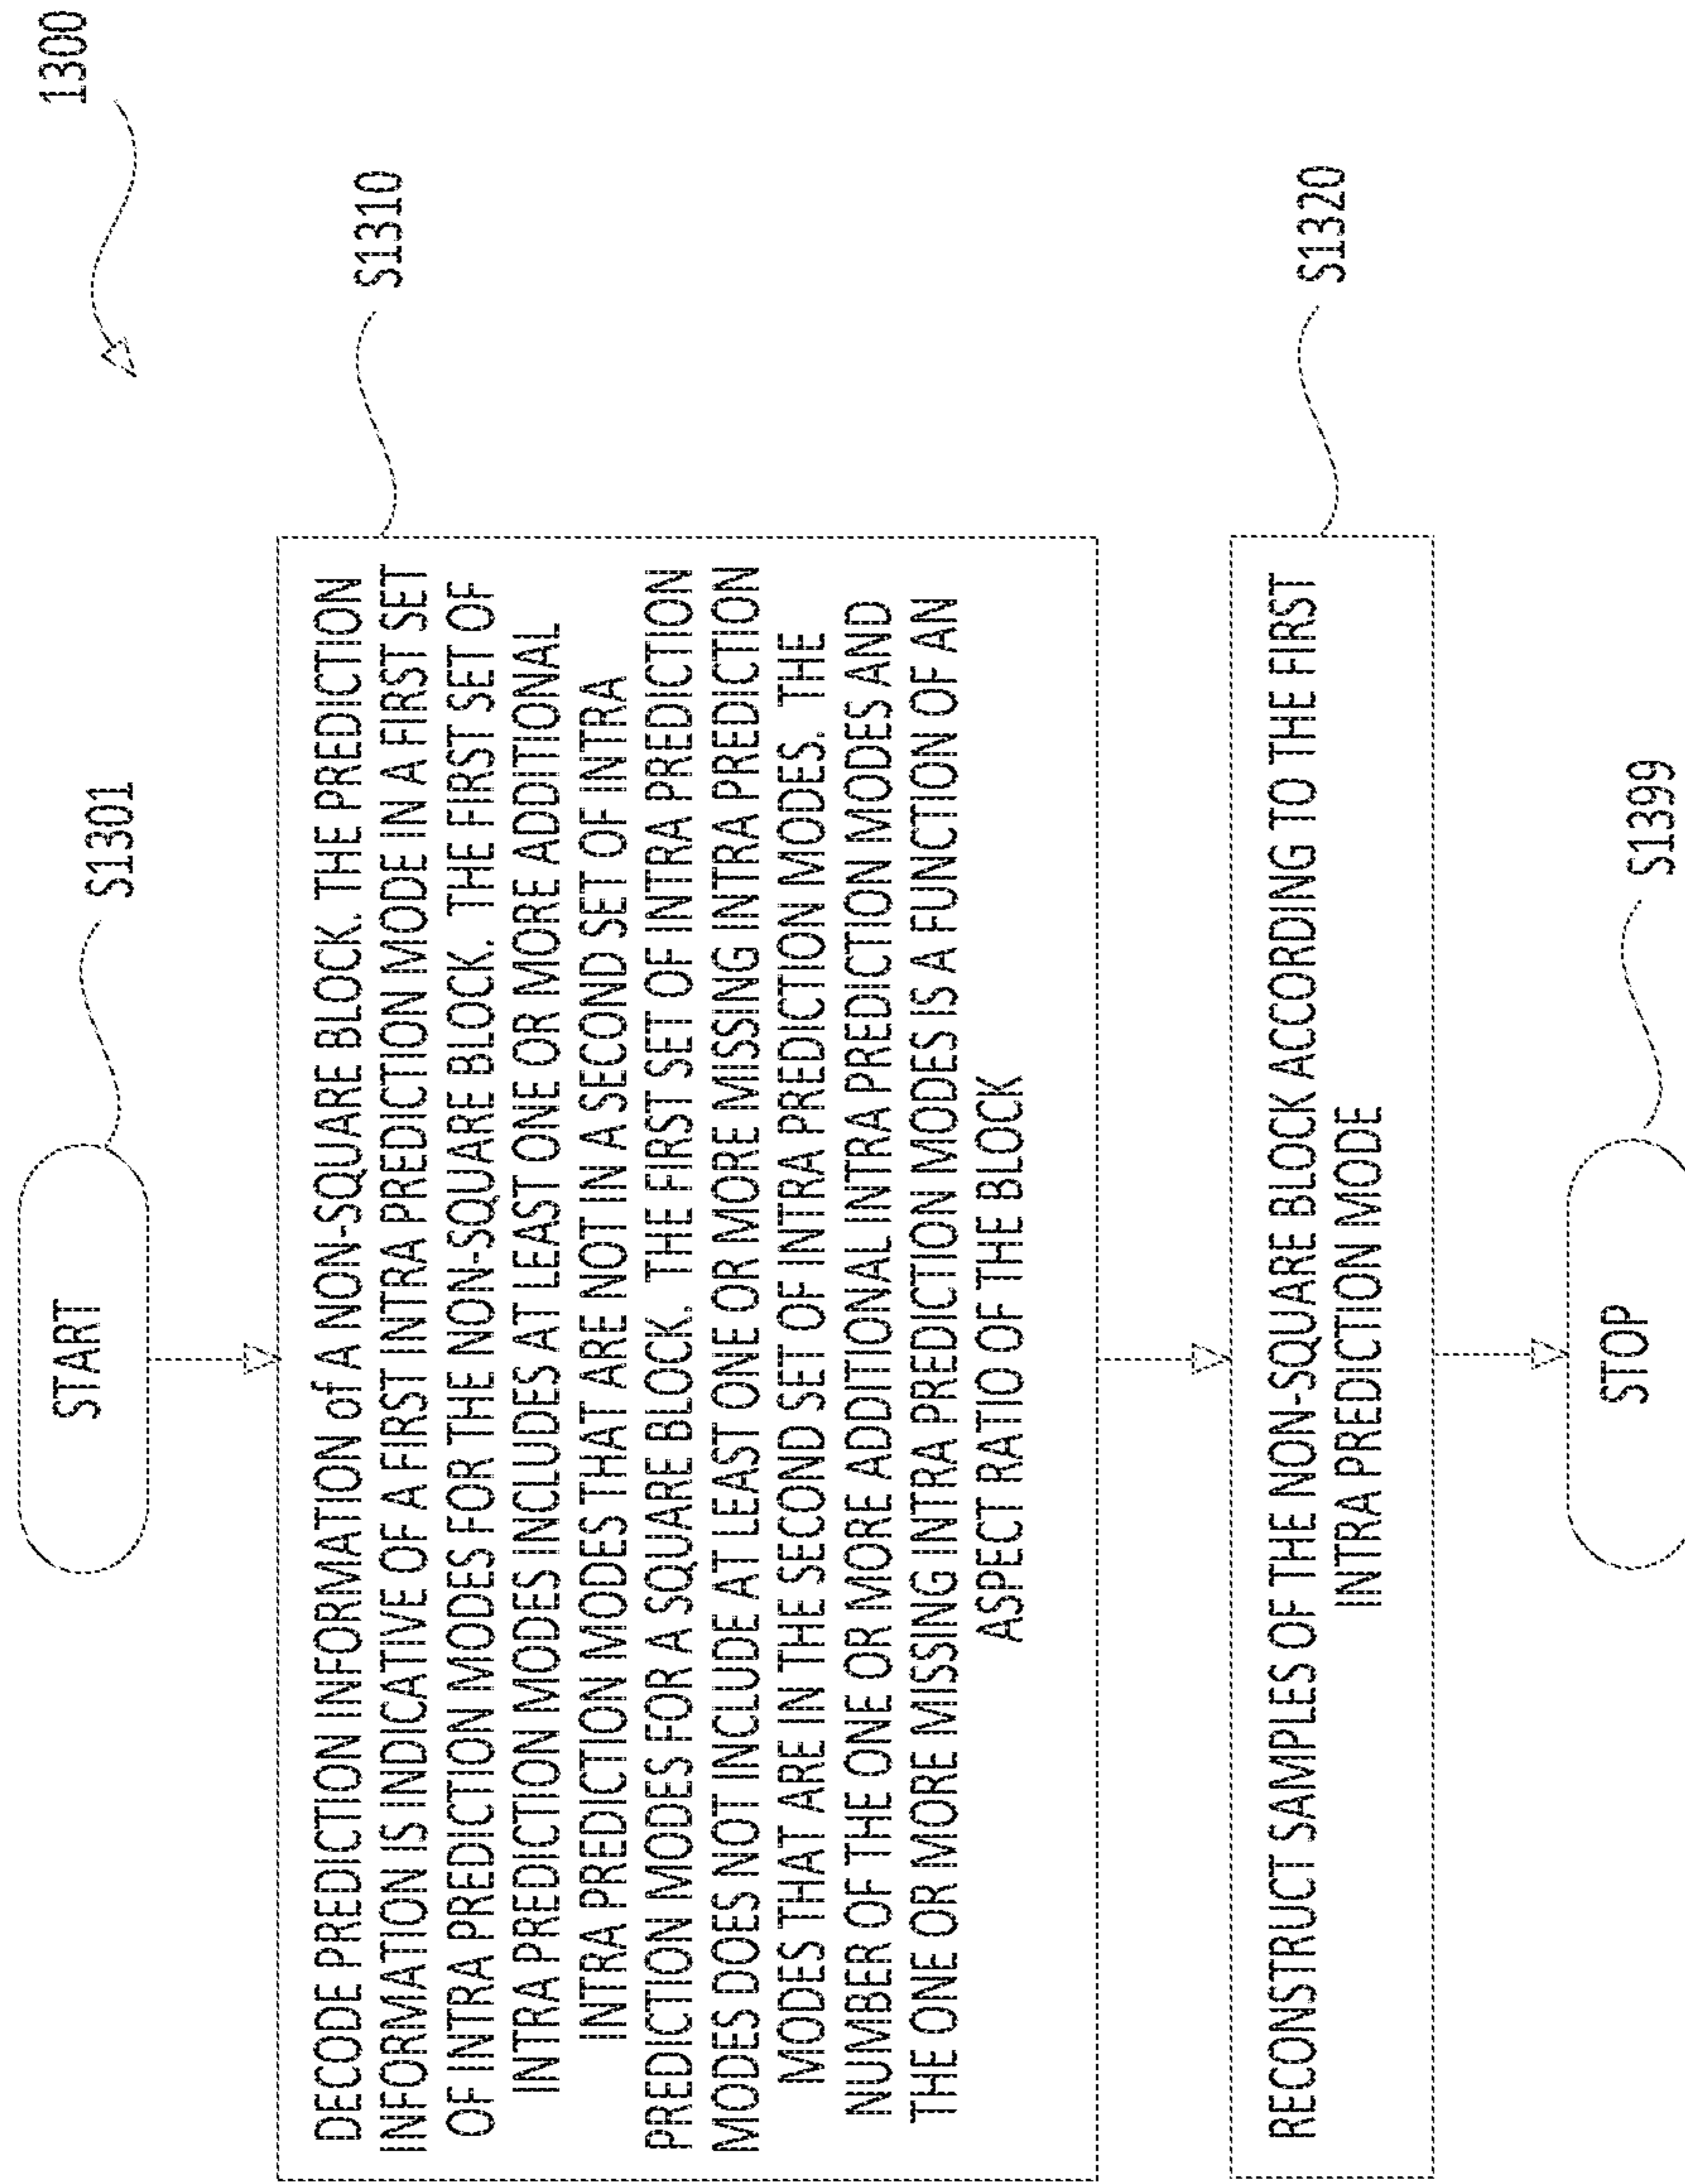 1300
START
S1301
DECODE PREDICTION INFORMATION of A NON-SQUARE BLOCK. THE PREDICTION
INFORMATION IS INDICATIVE OF A FIRST INTRA PREDICTION MODE IN A FIRST SET
OF INTRA PREDICTION MODES FOR THE NON-SQUARE BLOCK. THE FIRST SET OF
INTRA PREDICTION MODES INCLUDES AT LEAST ONE OR MORE ADDITIONAL
INTRA PREDICTION MODES THAT ARE NOT IN A SECOND SET OF INTRA
PREDICTION MODES FOR A SQUARE BLOCK. THE FIRST SET OF INTRA PREDICTION
MODES DOES NOT INCLUDE AT LEAST ONE OR MORE MISSING INTRA PREDICTION
MODES THAT ARE IN THE SECOND SET OF INTRA PREDICTION MODES. THE
NUMBER OF THE ONE OR MORE ADDITIONAL INTRA PREDICTION MODES AND
THE ONE OR MORE MISSING INTRA PREDICTION MODES IS A FUNCTION OF AN
ASPECT RATIO OF THE BLOCK
S1310
RECONSTRUCT SAMPLES OF THE NON-SQUARE BLOCK ACCORDING TO THE FIRST
INTRA PREDICTION MODE
S1320
STOP
S1399